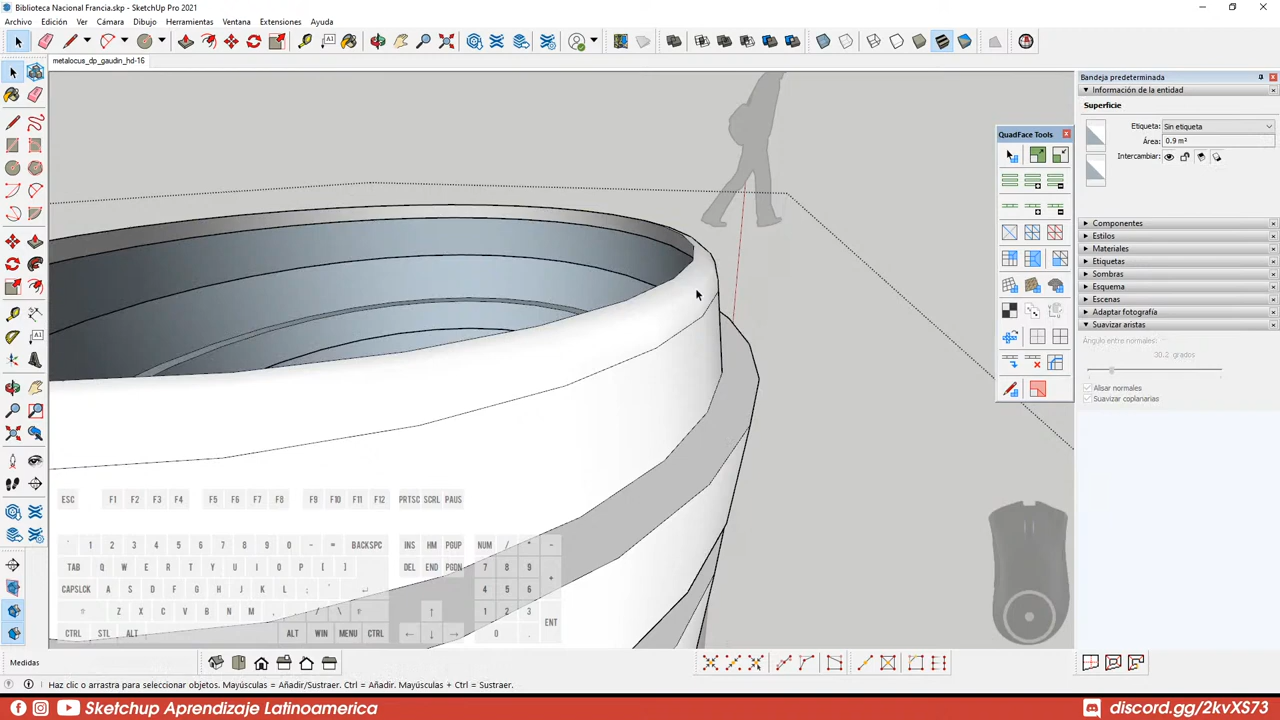 Biblioteca Nacional Francia.skp - SketchUp Pro 2021
Archivo Edición Ver Cámara Dibujo Herramientas Ventana Extensiones Ayuda
metalocus_dp_gaudin_hd-16
Bandeja predeterminada
Información de la entidad
Superficie
Etiqueta: Sin etiqueta
Área: 0.9 m²
Intercambiar:
QuadFace Tools
Componentes
Estilos
Materiales
Etiquetas
Sombras
Esquema
Escenas
Adaptar fotografía
Suavizar aristas
Ángulo entre normales:
30.2 grados
Alisar normales
Suavizar coplanarias
ESC F1 F2 F3 F4 F5 F6 F7 F8 F9 F10 F11 F12 PRTSC SCRL PAUS
` 1 2 3 4 5 6 7 8 9 0 - = BACKSPC INS HM PGUP NUM / * -
TAB Q W E R T Y U I O P [ ] DEL END PGDN 7 8 9 +
CAPSLCK A S D F G H J K L ; 4 5 6
Z X C V B N M , . / \ 1 2 3 ENT
CTRL STL ALT ALT WIN MENU CTRL 0 .
Medidas
Haz clic o arrastra para seleccionar objetos. Mayúsculas = Añadir/Sustraer. Ctrl = Añadir. Mayúsculas + Ctrl = Sustraer.
Sketchup Aprendizaje Latinoamerica
discord.gg/2kvXS73